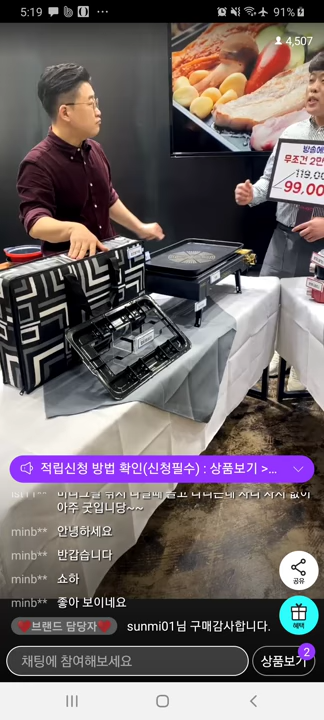 5:19
91%
4,507
방송에
무조건 2만
119,00
99,00
적립신청 방법 확인(신청필수) : 상품보기 >...
아주 굿입니당~~
minb** 안녕하세요
minb** 반갑습니다
minb** 쇼하
minb** 좋아 보이네요
공유
혜택
브랜드 담당자 sunmi01님 구매감사합니다.
채팅에 참여해보세요
상품보기
2